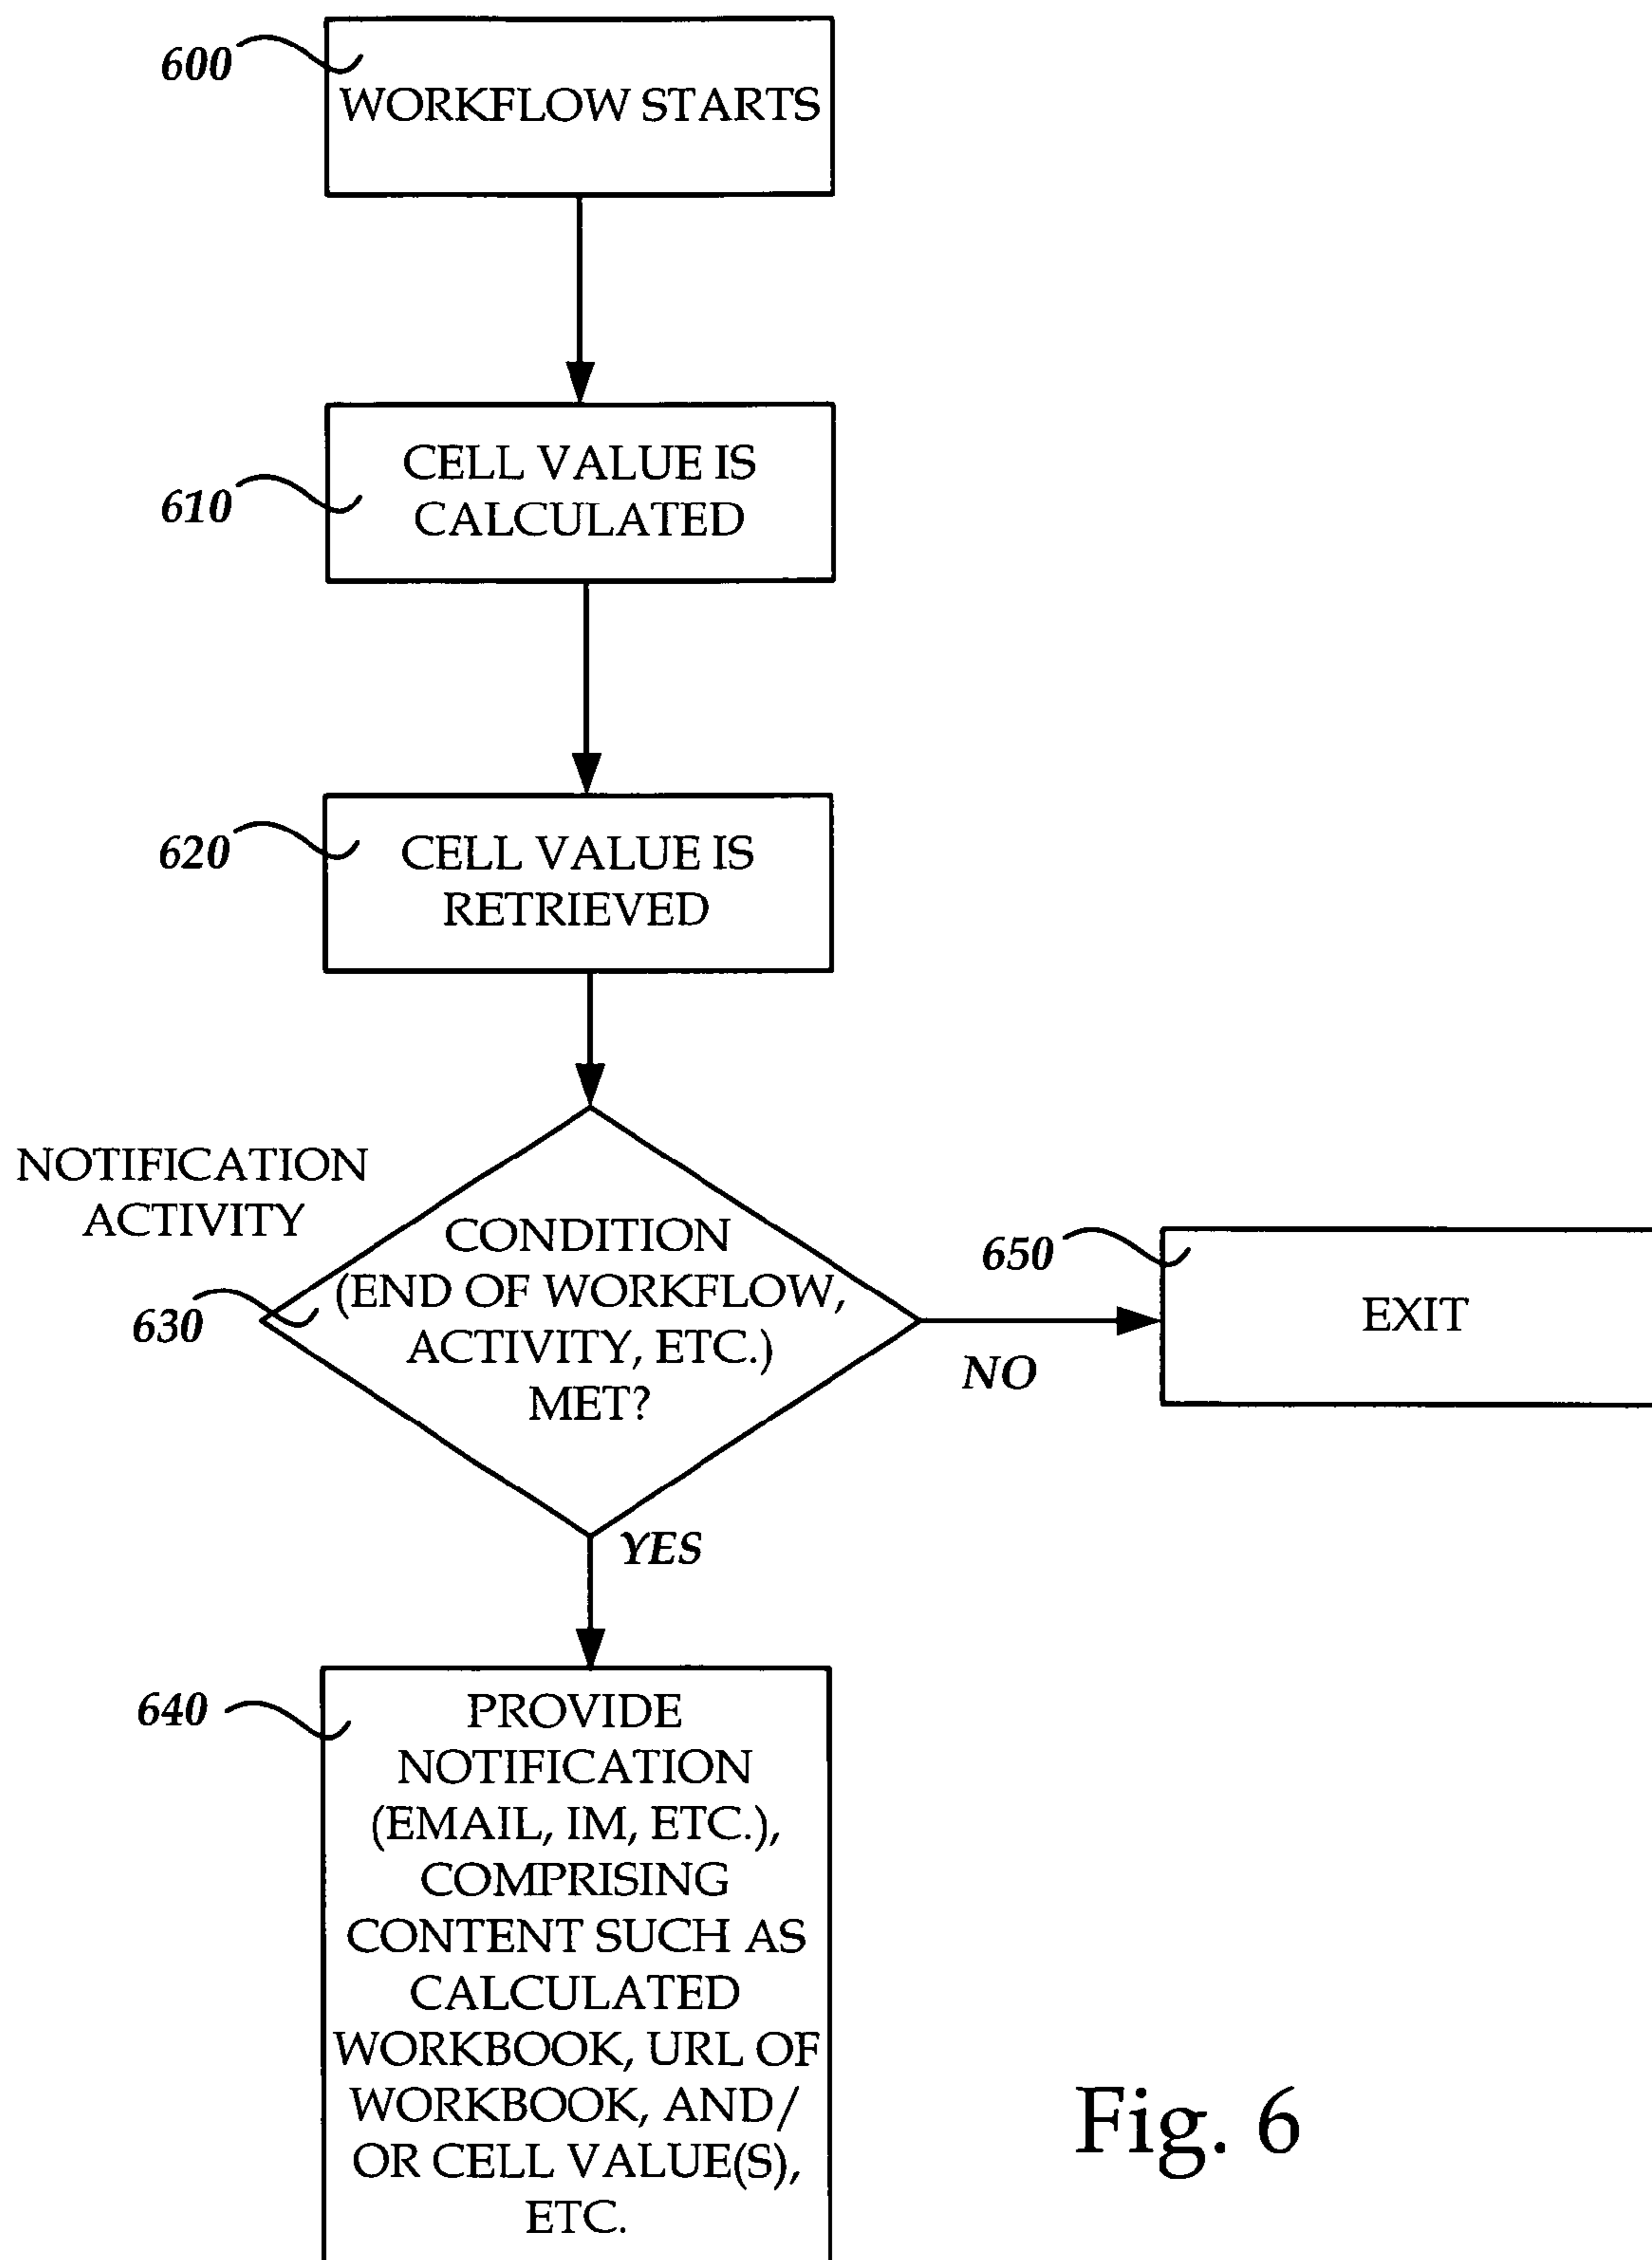 600
WORKFLOW STARTS
610
CELL VALUE IS
CALCULATED
620
CELL VALUE IS
RETRIEVED
NOTIFICATION
ACTIVITY
630
CONDITION
(END OF WORKFLOW,
ACTIVITY, ETC.)
MET?
NO
650
EXIT
YES
640
PROVIDE
NOTIFICATION
(EMAIL, IM, ETC.),
COMPRISING
CONTENT SUCH AS
CALCULATED
WORKBOOK, URL OF
WORKBOOK, AND/
OR CELL VALUE(S),
ETC.
Fig. 6